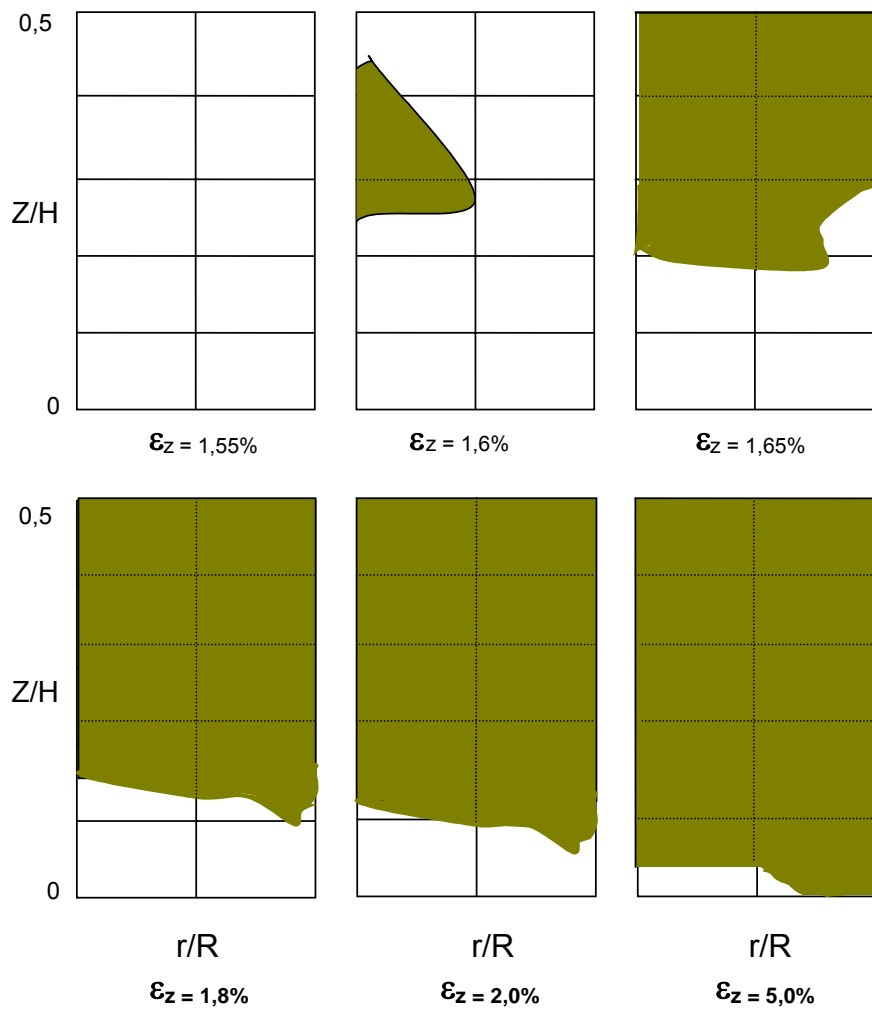 0,5
Z/H
0
εz = 1,55%
εz = 1,6%
εz = 1,65%
0,5
Z/H
0
r/R
r/R
r/R
εz = 1,8%
εz = 2,0%
εz = 5,0%